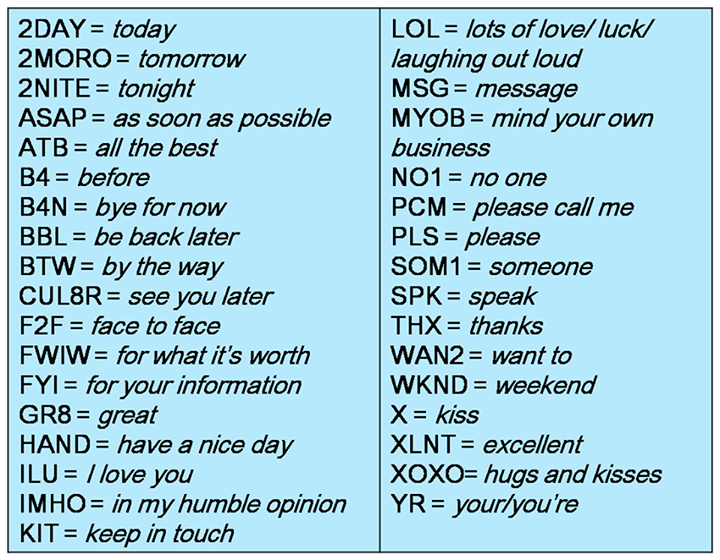 2DAY = today
2MORO = tomorrow
2NITE = tonight
ASAP = as soon as possible
ATB = all the best
B4 = before
B4N = bye for now
BBL = be back later
BTW = by the way
CUL8R = see you later
F2F = face to face
FWIW = for what it's worth
FYI = for your information
GR8 = great
HAND = have a nice day
ILU = I love you
IMHO = in my humble opinion
KIT = keep in touch
LOL = lots of love/ luck/
laughing out loud
MSG = message
MYOB = mind your own
business
NO1 = no one
PCM = please call me
PLS = please
SOM1 = someone
SPK = speak
THX = thanks
WAN2 = want to
WKND = weekend
X = kiss
XLNT = excellent
XOXO= hugs and kisses
YR = your/you're